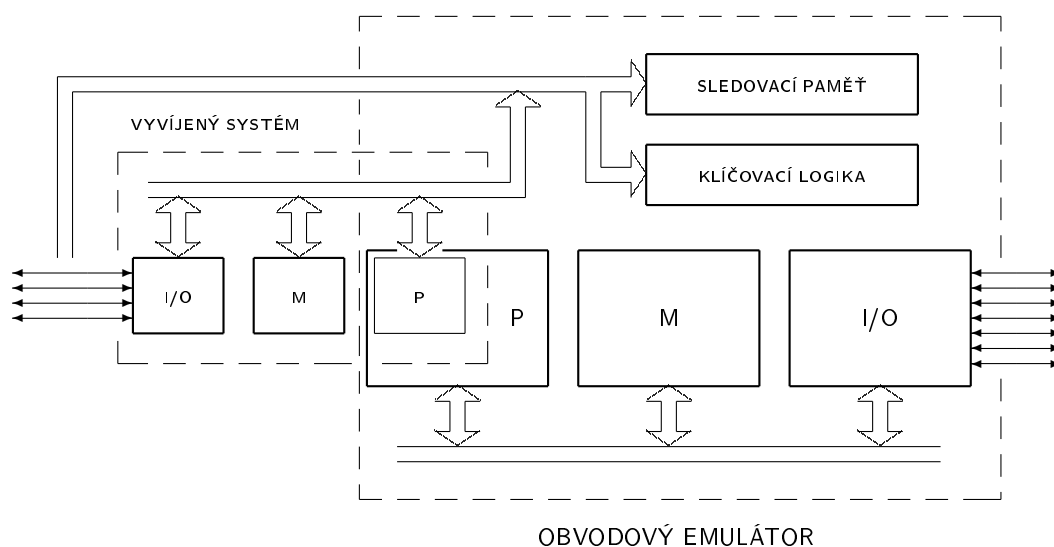 SLEDOVACÍ PAMĚŤ
VYVÍJENÝ SYSTÉM
KLÍČOVACÍ LOGIKA
I/O
M
P
P
M
I/O
OBVODOVÝ EMULÁTOR